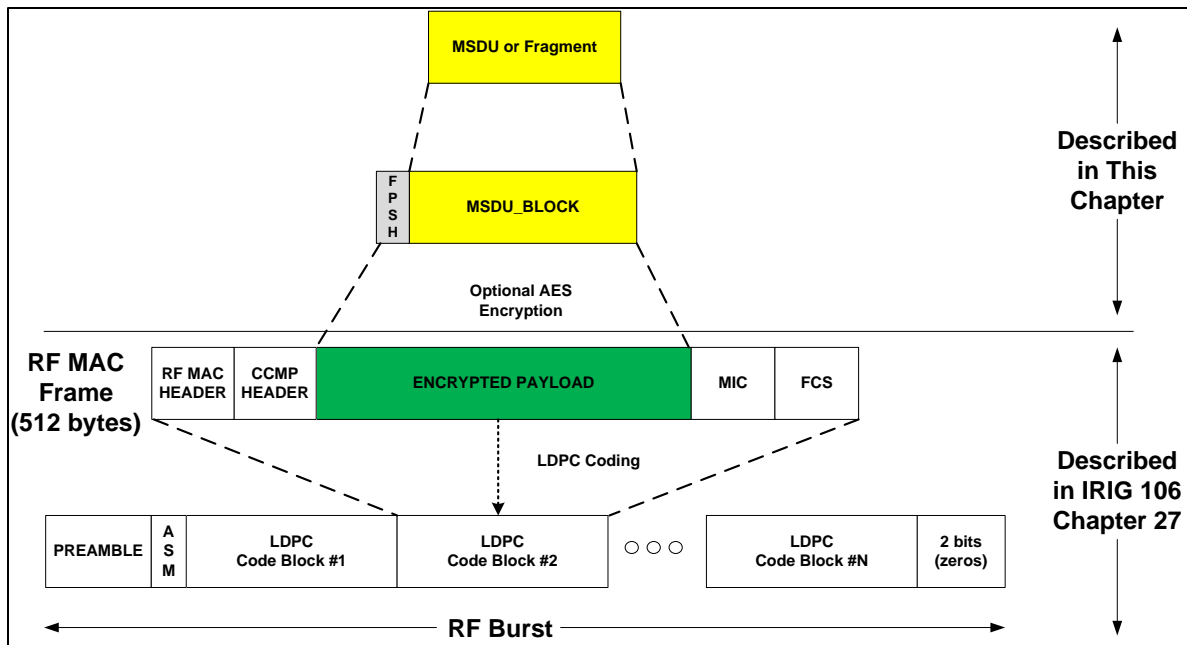 MSDU or Fragment
F
P
S
H
MSDU_BLOCK
Described
in This
Chapter
Optional AES
Encryption
RF MAC
Frame
(512 bytes)
RF MAC
HEADER
CCMP
HEADER
ENCRYPTED PAYLOAD
MIC
FCS
LDPC Coding
Described
in IRIG 106
Chapter 27
PREAMBLE
A
S
M
LDPC
Code Block #1
LDPC
Code Block #2
LDPC
Code Block #N
2 bits
(zeros)
RF Burst